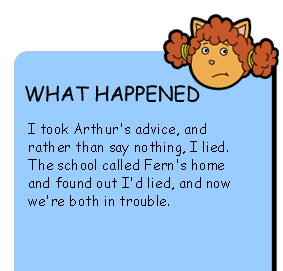 WHAT HAPPENED
I took Arthur's advice, and
rather than say nothing, I lied.
The school called Fern's home
and found out I'd lied, and now
we're both in trouble.